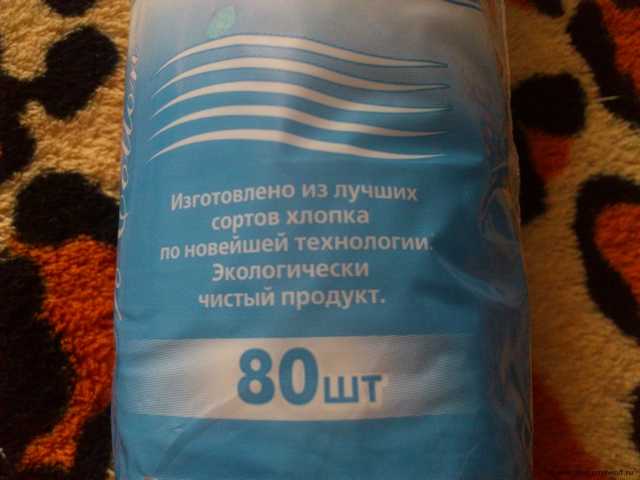 Изготовлено из лучших
сортов хлопка
по новейшей технологии.
Экологически
чистый продукт.
80шт